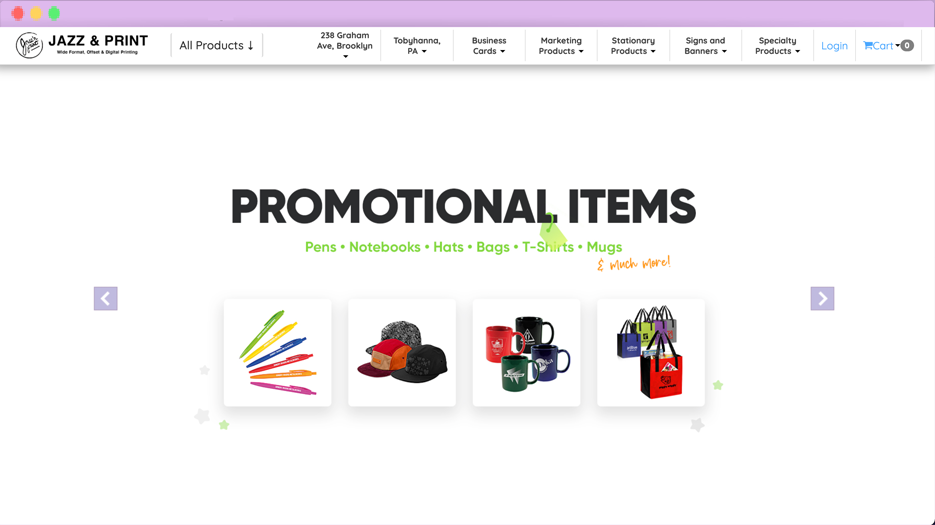 JAZZ & PRINT
Wide Format, Offset & Digital Printing
All Products ↓
238 Graham
Ave, Brooklyn
Tobyhanna,
PA
Business
Cards
Marketing
Products
Stationary
Products
Signs and
Banners
Specialty
Products
Login
Cart 0
PROMOTIONAL ITEMS
Pens • Notebooks • Hats • Bags • T-Shirts • Mugs
& much more!